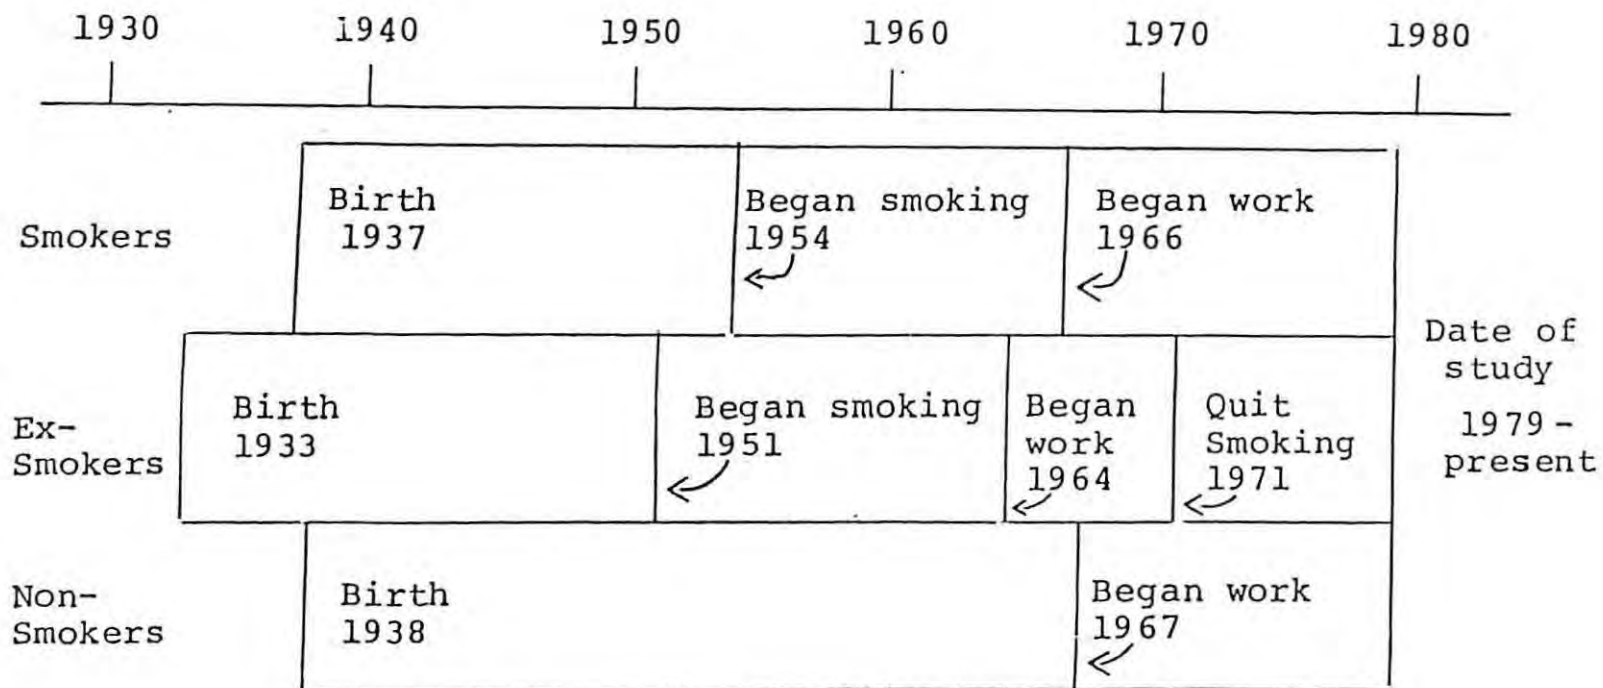 1930 1940 1950 1960 1970 1980
Smokers
Birth
1937
Began smoking
1954
Began work
1966
Ex-
Smokers
Birth
1933
Began smoking
1951
Began
work
1964
Quit
Smoking
1971
Non-
Smokers
Birth
1938
Began work
1967
Date of
study
1979 -
present